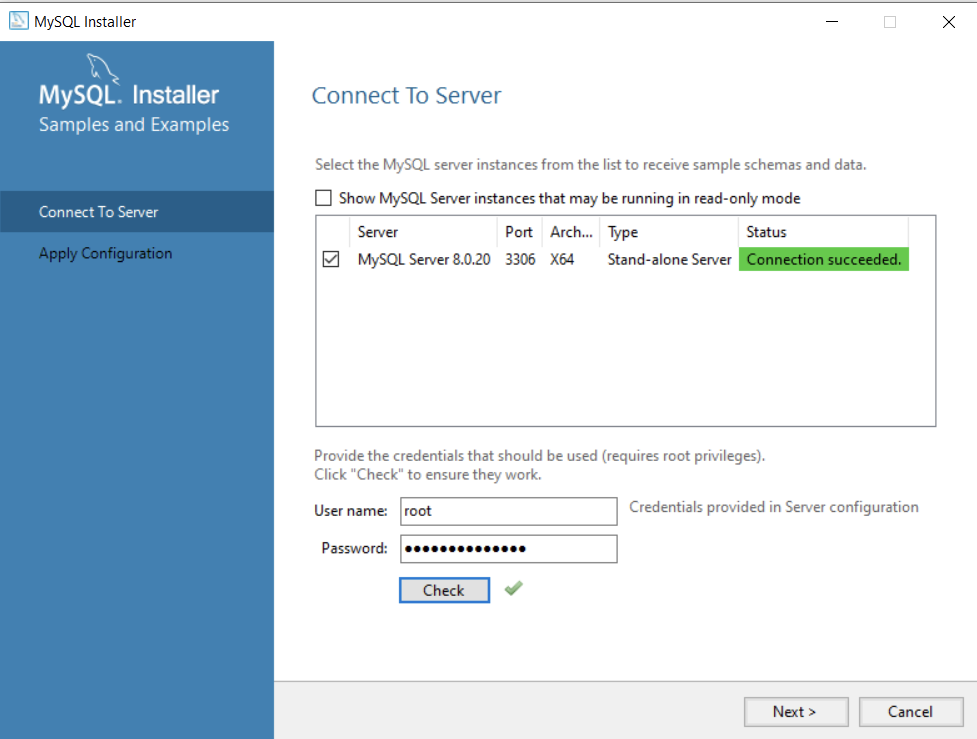 MySQL Installer
MySQL. Installer
Samples and Examples
Connect To Server
Apply Configuration
Connect To Server
Select the MySQL server instances from the list to receive sample schemas and data.
Show MySQL Server instances that may be running in read-only mode
Server Port Arch... Type Status
MySQL Server 8.0.20 3306 X64 Stand-alone Server Connection succeeded.
Provide the credentials that should be used (requires root privileges).
Click "Check" to ensure they work.
User name: root Credentials provided in Server configuration
Password: ●●●●●●●●●●●●●●
Check
Next > Cancel